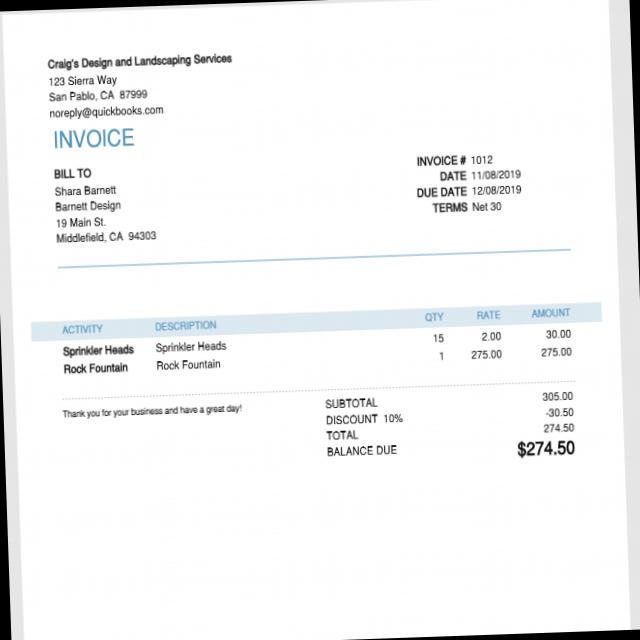 Craig's Design and Landscaping Services
123 Sierra Way
San Pablo, CA 87999
noreply@quickbooks.com
INVOICE
BILL TO
Shara Barnett
Barnett Design
19 Main St.
Middlefield, CA 94303
INVOICE # 1012
DATE 11/08/2019
DUE DATE 12/08/2019
TERMS Net 30
ACTIVITY DESCRIPTION QTY RATE AMOUNT
Sprinkler Heads Sprinkler Heads 15 2.00 30.00
Rock Fountain Rock Fountain 1 275.00 275.00
Thank you for your business and have a great day!
SUBTOTAL 305.00
DISCOUNT 10% -30.50
TOTAL 274.50
BALANCE DUE $274.50